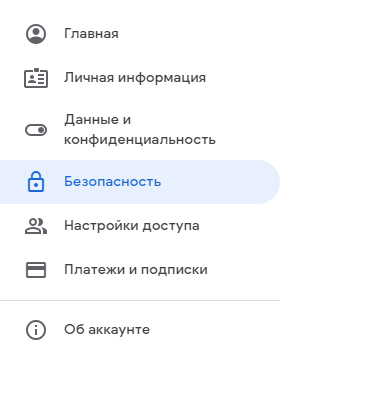 Главная
Личная информация
Данные и
конфиденциальность
Безопасность
Настройки доступа
Платежи и подписки
Об аккаунте